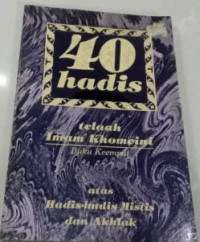 40
hadis
telaah
Imam Khomeini
Buku Keempat
atas
Hadis-hadis Mistis
dan Akhlak